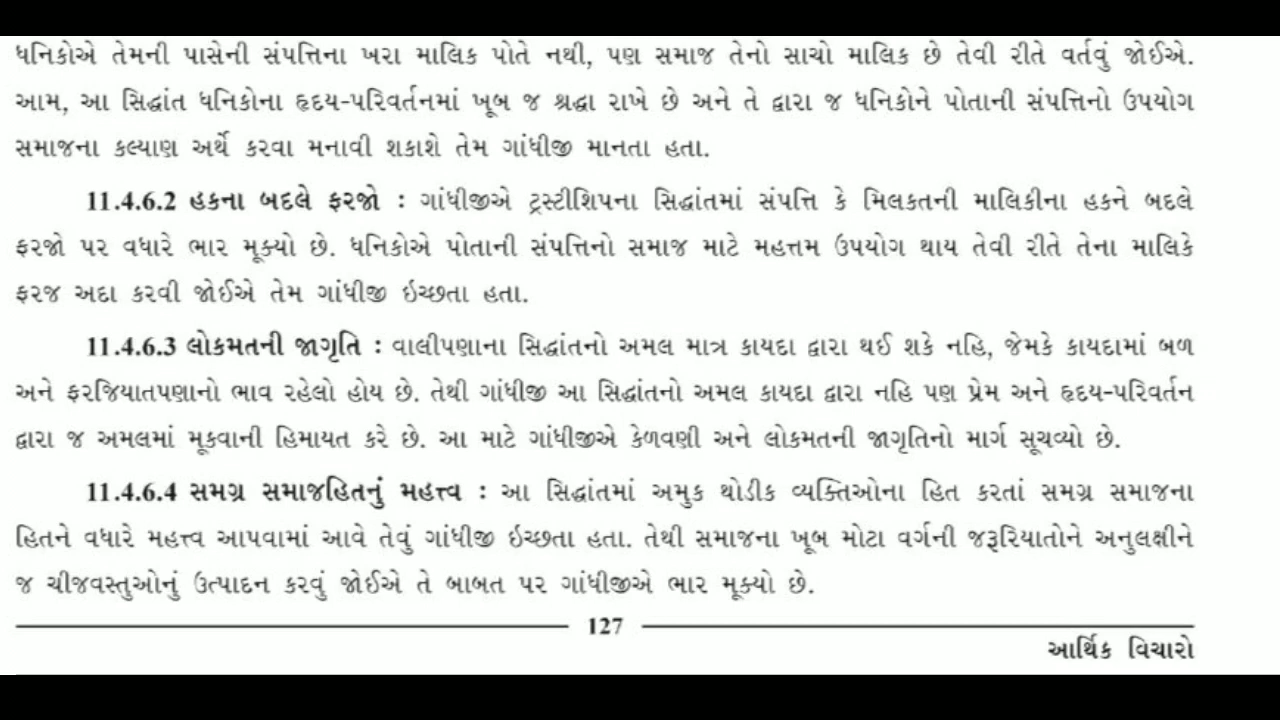 ધનિકોએ તેમની પાસેની સંપત્તિના ખરા માલિક પોતે નથી, પણ સમાજ તેનો સાચો માલિક છે તેવી રીતે વર્તવું જોઈએ.
આમ, આ સિદ્ધાંત ધનિકોના હૃદય-પરિવર્તનમાં ખૂબ જ શ્રદ્ધા રાખે છે અને તે દ્વારા જ ધનિકોને પોતાની સંપત્તિનો ઉપયોગ
સમાજના કલ્યાણ અર્થે કરવા મનાવી શકાશે તેમ ગાંધીજી માનતા હતા.
11.4.6.2 હકના બદલે ફરજો : ગાંધીજીએ ટ્રસ્ટીશિપના સિદ્ધાંતમાં સંપત્તિ કે મિલકતની માલિકીના હકને બદલે
ફરજો પર વધારે ભાર મૂક્યો છે. ધનિકોએ પોતાની સંપત્તિનો સમાજ માટે મહત્તમ ઉપયોગ થાય તેવી રીતે તેના માલિકે
ફરજ અદા કરવી જોઈએ તેમ ગાંધીજી ઇચ્છતા હતા.
11.4.6.3 લોકમતની જાગૃતિ : વાલીપણાના સિદ્ધાંતનો અમલ માત્ર કાયદા દ્વારા થઈ શકે નહિ, જેમકે કાયદામાં બળ
અને ફરજિયાતપણાનો ભાવ રહેલો હોય છે. તેથી ગાંધીજી આ સિદ્ધાંતનો અમલ કાયદા દ્વારા નહિ પણ પ્રેમ અને હૃદય-પરિવર્તન
દ્વારા જ અમલમાં મૂકવાની હિમાયત કરે છે. આ માટે ગાંધીજીએ કેળવણી અને લોકમતની જાગૃતિનો માર્ગ સૂચવ્યો છે.
11.4.6.4 સમગ્ર સમાજહિતનું મહત્ત્વ : આ સિદ્ધાંતમાં અમુક થોડીક વ્યક્તિઓના હિત કરતાં સમગ્ર સમાજના
હિતને વધારે મહત્ત્વ આપવામાં આવે તેવું ગાંધીજી ઇચ્છતા હતા. તેથી સમાજના ખૂબ મોટા વર્ગની જરૂરિયાતોને અનુલક્ષીને
જ ચીજવસ્તુઓનું ઉત્પાદન કરવું જોઈએ તે બાબત પર ગાંધીજીએ ભાર મૂક્યો છે.
127
આર્થિક વિચારો